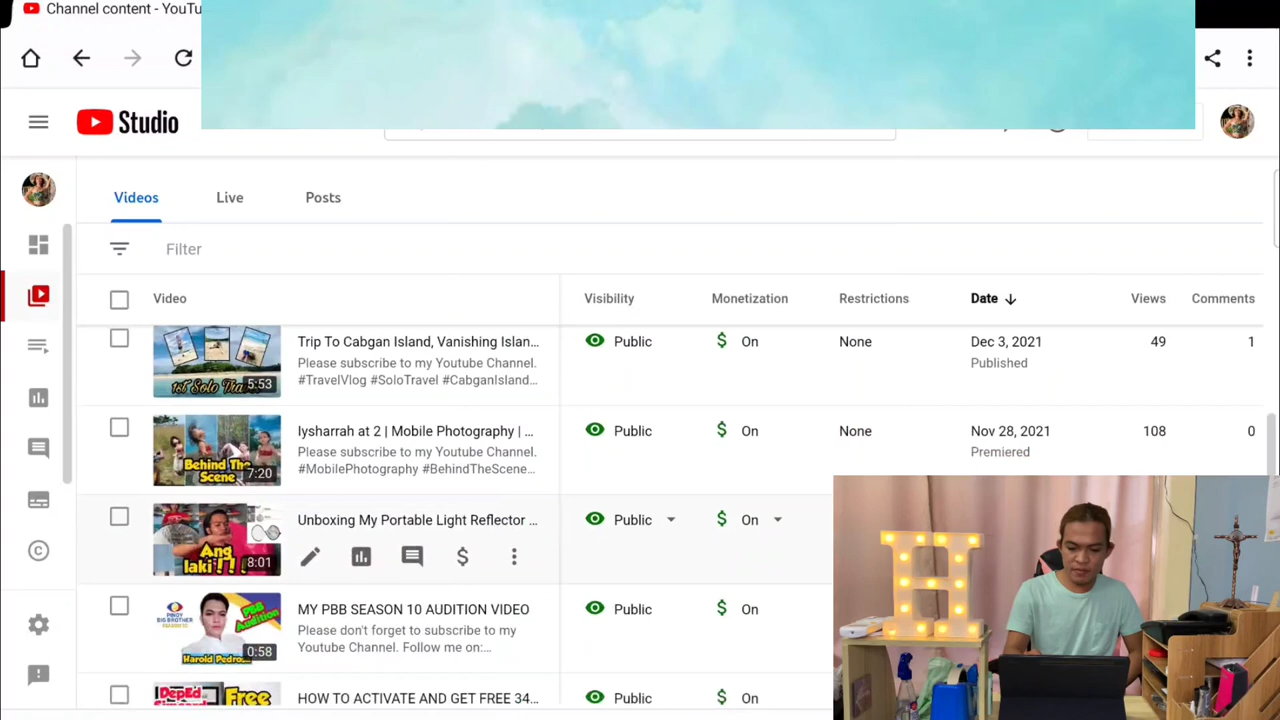 Channel content - YouTu
Studio
Videos Live Posts
Filter
Video Visibility Monetization Restrictions Date Views Comments
Trip To Cabgan Island, Vanishing Islan... Public On None Dec 3, 2021 49 1
Please subscribe to my Youtube Channel. Published
#TravelVlog #SoloTravel #CabganIsland...
5:53
Iysharrah at 2 | Mobile Photography | ... Public On None Nov 28, 2021 108 0
Please subscribe to my Youtube Channel. Premiered
#MobilePhotography #BehindTheScene...
Behind The
Scene
7:20
Unboxing My Portable Light Reflector ... Public On
Ang
laki!!
8:01
MY PBB SEASON 10 AUDITION VIDEO Public On
Please don't forget to subscribe to my
Youtube Channel. Follow me on:...
PBB
Audition
0:58
HOW TO ACTIVATE AND GET FREE 34... Public On
DepEd Free
H